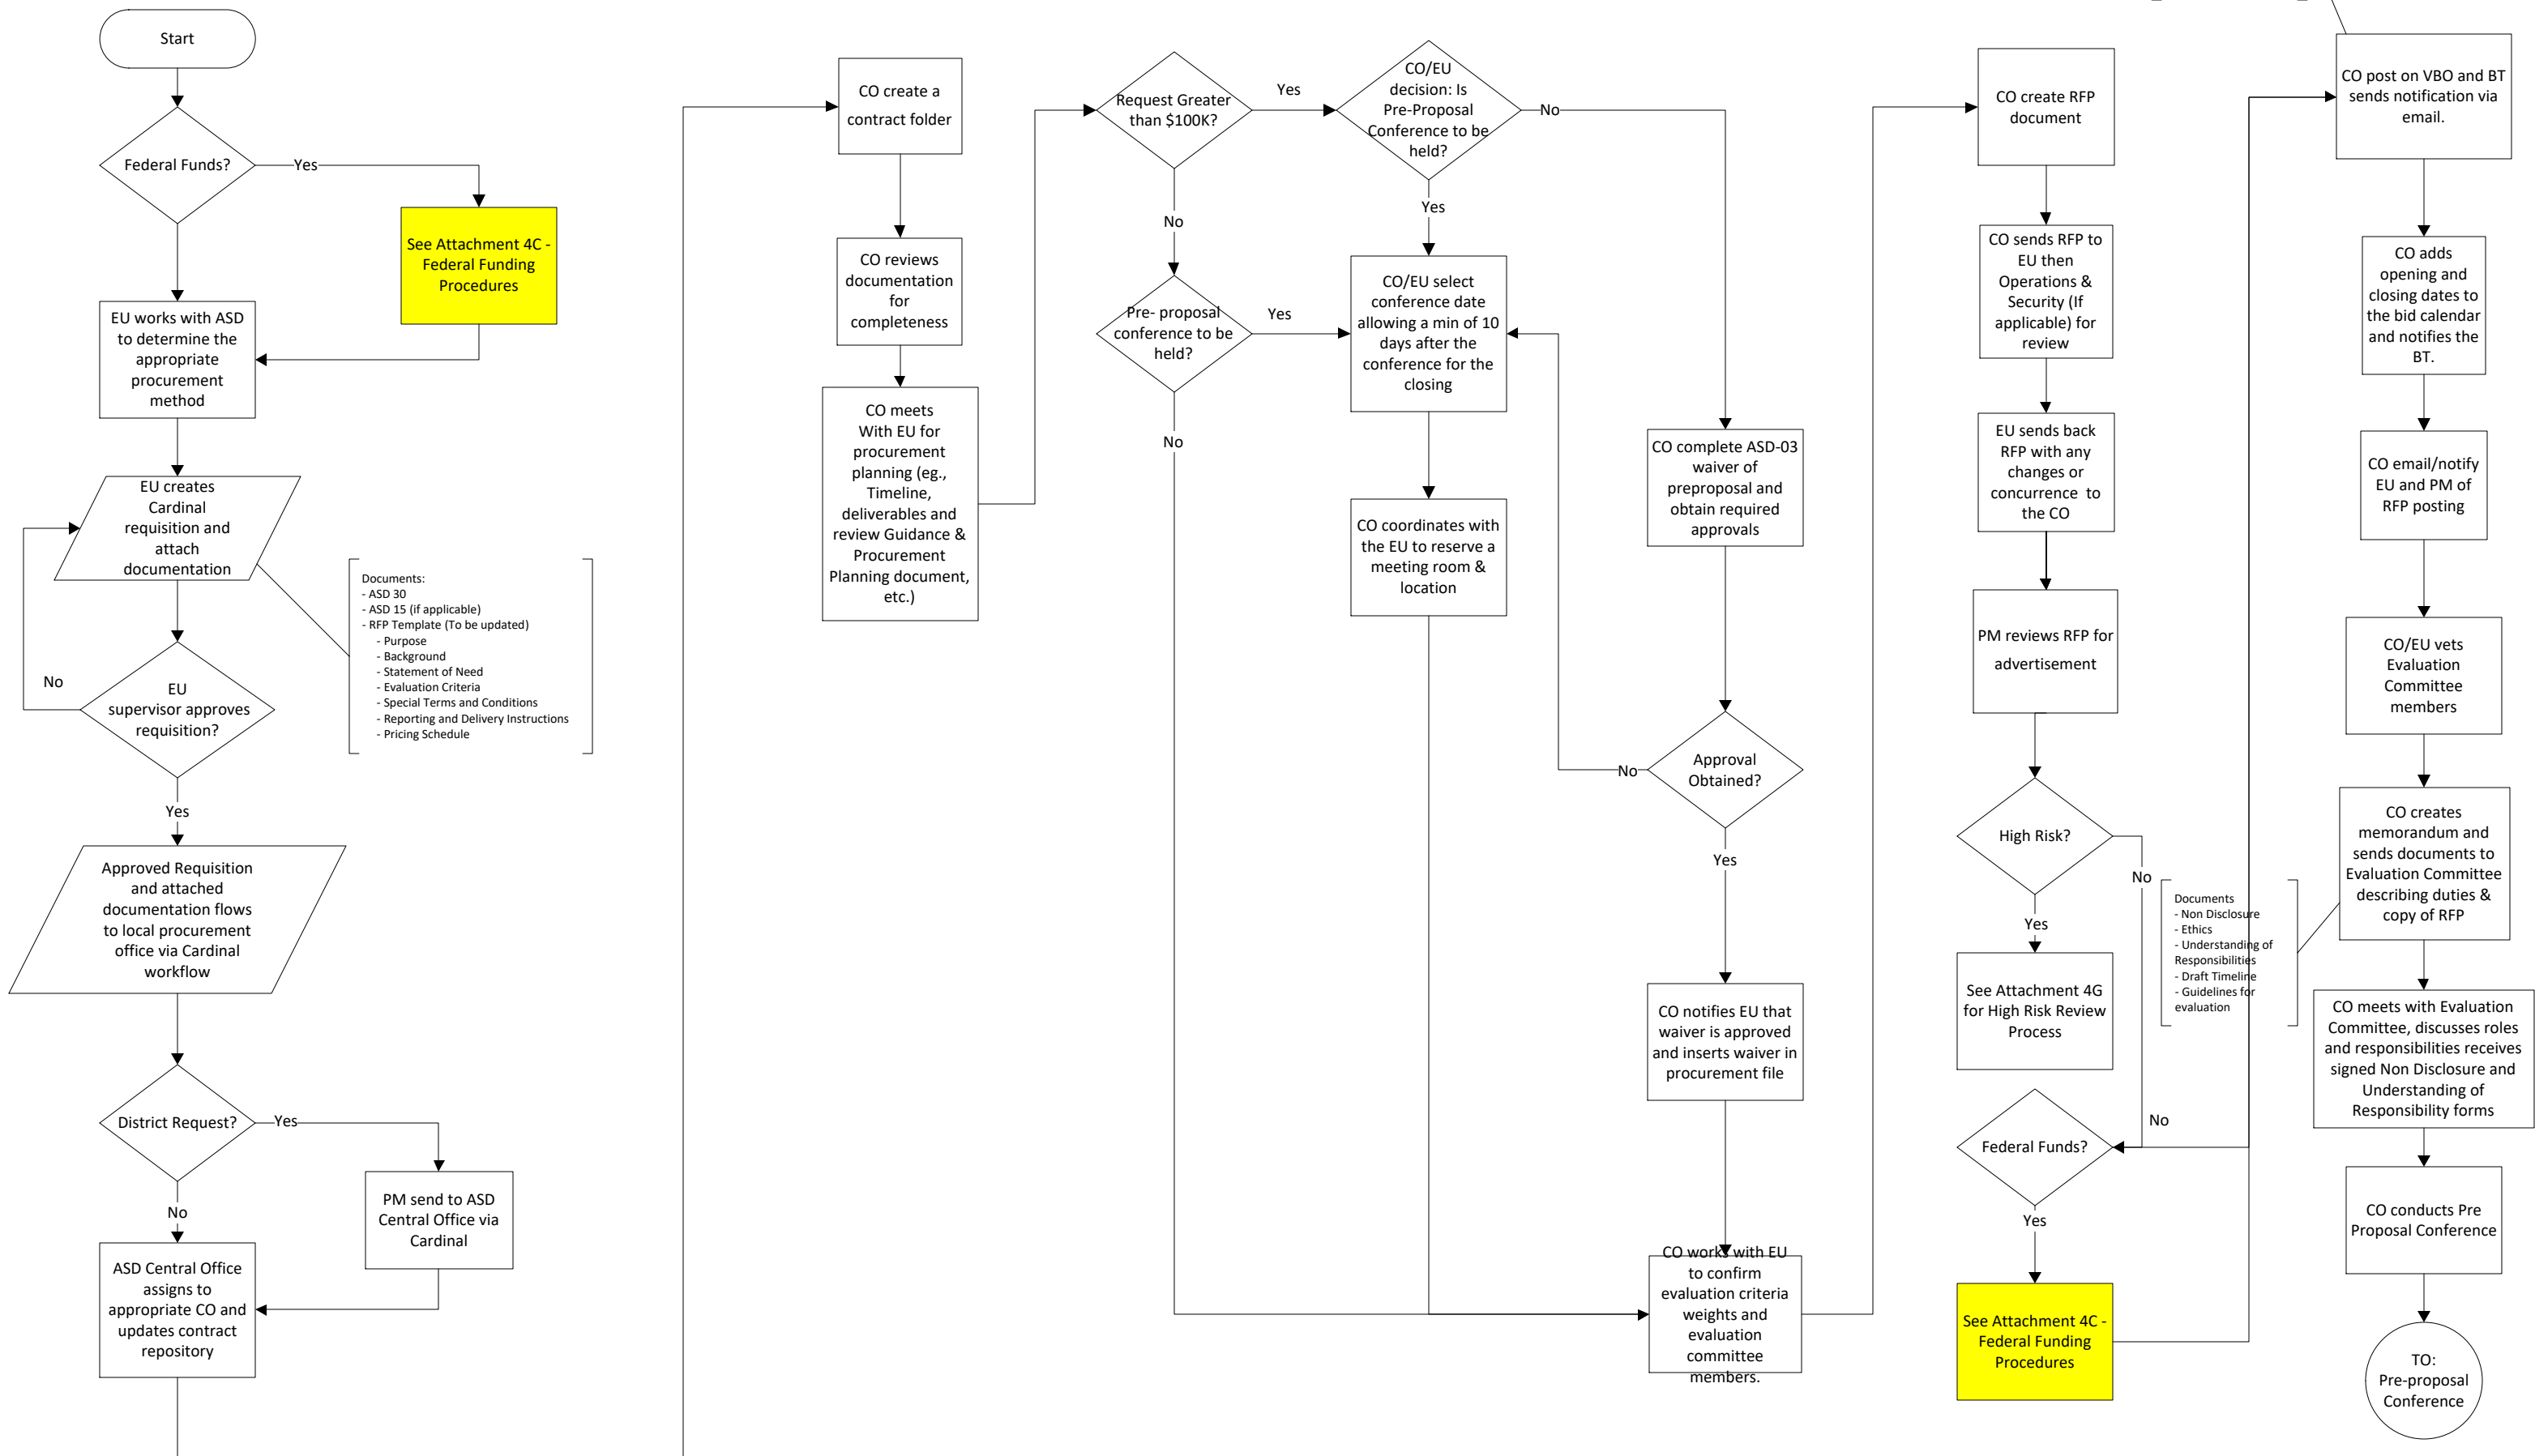 Start
Federal Funds?
Yes
See Attachment 4C -
Federal Funding
Procedures
EU works with ASD
to determine the
appropriate
procurement
method
EU creates
Cardinal
requisition and
attach
documentation
Documents:
- ASD 30
- ASD 15 (if applicable)
- RFP Template (To be updated)
- Purpose
- Background
- Statement of Need
- Evaluation Criteria
- Special Terms and Conditions
- Reporting and Delivery Instructions
- Pricing Schedule
No
EU
supervisor approves
requisition?
Yes
Approved Requisition
and attached
documentation flows
to local procurement
office via Cardinal
workflow
District Request?
Yes
No
PM send to ASD
Central Office via
Cardinal
ASD Central Office
assigns to
appropriate CO and
updates contract
repository
CO create a
contract folder
CO reviews
documentation
for
completeness
CO meets
With EU for
procurement
planning (eg.,
Timeline,
deliverables and
review Guidance &
Procurement
Planning document,
etc.)
Request Greater
than $100K?
Yes
No
Pre- proposal
conference to be
held?
Yes
No
CO/EU
decision: Is
Pre-Proposal
Conference to be
held?
No
Yes
CO/EU select
conference date
allowing a min of 10
days after the
conference for the
closing
CO coordinates with
the EU to reserve a
meeting room &
location
CO complete ASD-03
waiver of
preproposal and
obtain required
approvals
Approval
Obtained?
No
Yes
CO notifies EU that
waiver is approved
and inserts waiver in
procurement file
CO works with EU
to confirm
evaluation criteria
weights and
evaluation
committee
members.
CO create RFP
document
CO sends RFP to
EU then
Operations &
Security (If
applicable) for
review
EU sends back
RFP with any
changes or
concurrence  to
the CO
PM reviews RFP for
advertisement
High Risk?
No
Yes
See Attachment 4G
for High Risk Review
Process
Federal Funds?
No
Yes
See Attachment 4C -
Federal Funding
Procedures
CO post on VBO and BT
sends notification via
email.
CO adds
opening and
closing dates to
the bid calendar
and notifies the
BT.
CO email/notify
EU and PM of
RFP posting
CO/EU vets
Evaluation
Committee
members
CO creates
memorandum and
sends documents to
Evaluation Committee
describing duties &
copy of RFP
Documents
- Non Disclosure
- Ethics
- Understanding of
Responsibilities
- Draft Timeline
- Guidelines for
evaluation
CO meets with Evaluation
Committee, discusses roles
and responsibilities receives
signed Non Disclosure and
Understanding of
Responsibility forms
CO conducts Pre
Proposal Conference
TO:
Pre-proposal
Conference